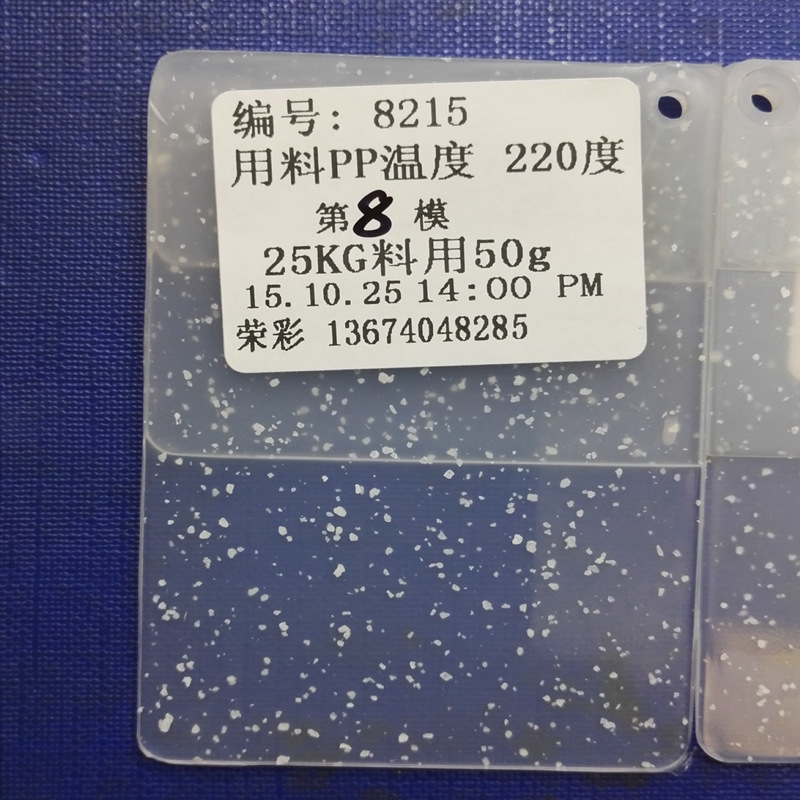 编号: 8215
用料PP温度 220度
第8模
25KG料用50g
15.10.25 14:00 PM
荣彩 13674048285